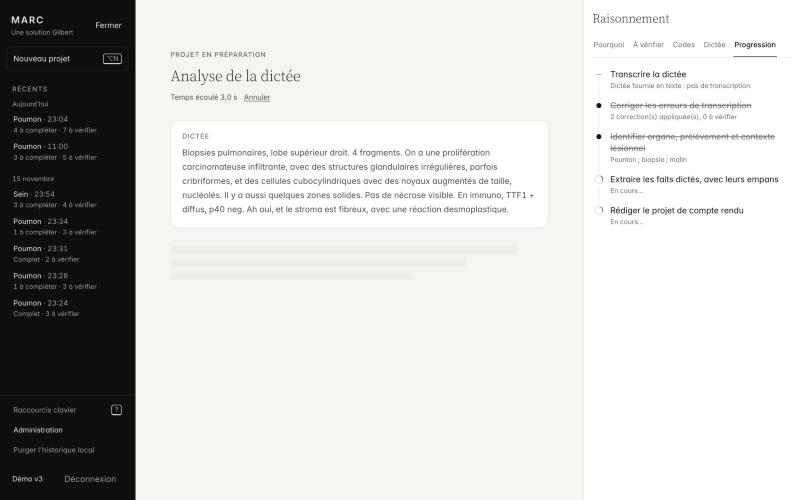 MARC
Une solution Gilbert
Fermer
Nouveau projet
⌥N
RÉCENTS
Aujourd'hui
Poumon · 23:04
4 à compléter · 7 à vérifier
Poumon · 11:00
3 à compléter · 5 à vérifier
15 novembre
Sein · 23:54
3 à compléter · 4 à vérifier
Poumon · 23:34
1 à compléter · 3 à vérifier
Poumon · 23:31
Complet · 2 à vérifier
Poumon · 23:28
1 à compléter · 3 à vérifier
Poumon · 23:24
Complet · 3 à vérifier
Raccourcis clavier
?
Administration
Purger l'historique local
Démo v3
Déconnexion
PROJET EN PRÉPARATION
Analyse de la dictée
Temps écoulé 3,0 s Annuler
DICTÉE
Biopsies pulmonaires, lobe supérieur droit. 4 fragments. On a une prolifération
carcinomateuse infiltrante, avec des structures glandulaires irrégulières, parfois
cribriformes, et des cellules cubocylindriques avec des noyaux augmentés de taille,
nucléolés. Il y a aussi quelques zones solides. Pas de nécrose visible. En immuno, TTF1 +
diffus, p40 neg. Ah oui, et le stroma est fibreux, avec une réaction desmoplastique.
Raisonnement
Pourquoi
À vérifier
Codes
Dictée
Progression
Transcrire la dictée
Dictée fournie en texte : pas de transcription
Corriger les erreurs de transcription
2 correction(s) appliquée(s), 0 à vérifier
Identifier organe, prélèvement et contexte
lésionnel
Poumon ; biopsie ; malin
Extraire les faits dictés, avec leurs empans
En cours…
Rédiger le projet de compte rendu
En cours…